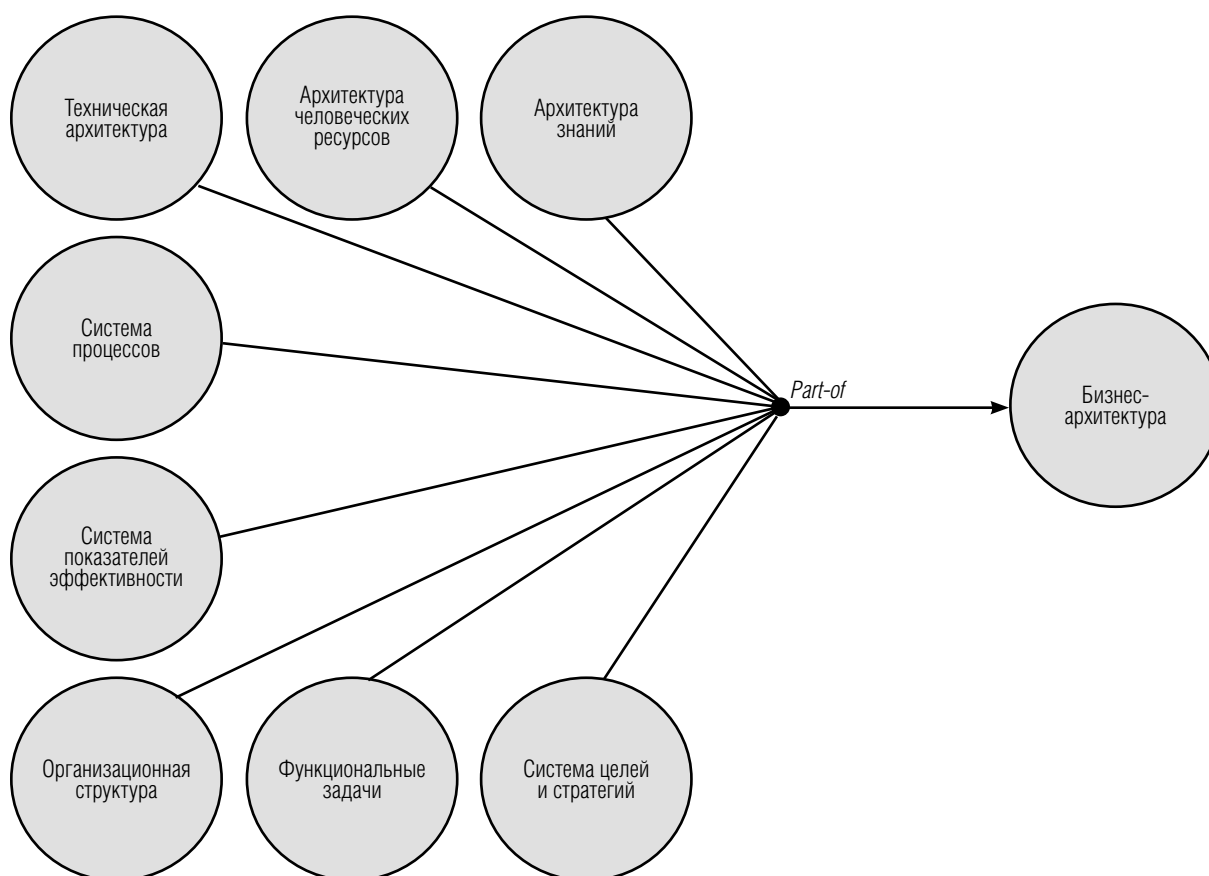 Техническая
архитектура
Архитектура
человеческих
ресурсов
Архитектура
знаний
Система
процессов
Part-of
Бизнес-
архитектура
Система
показателей
эффективности
Организационная
структура
Функциональные
задачи
Система целей
и стратегий